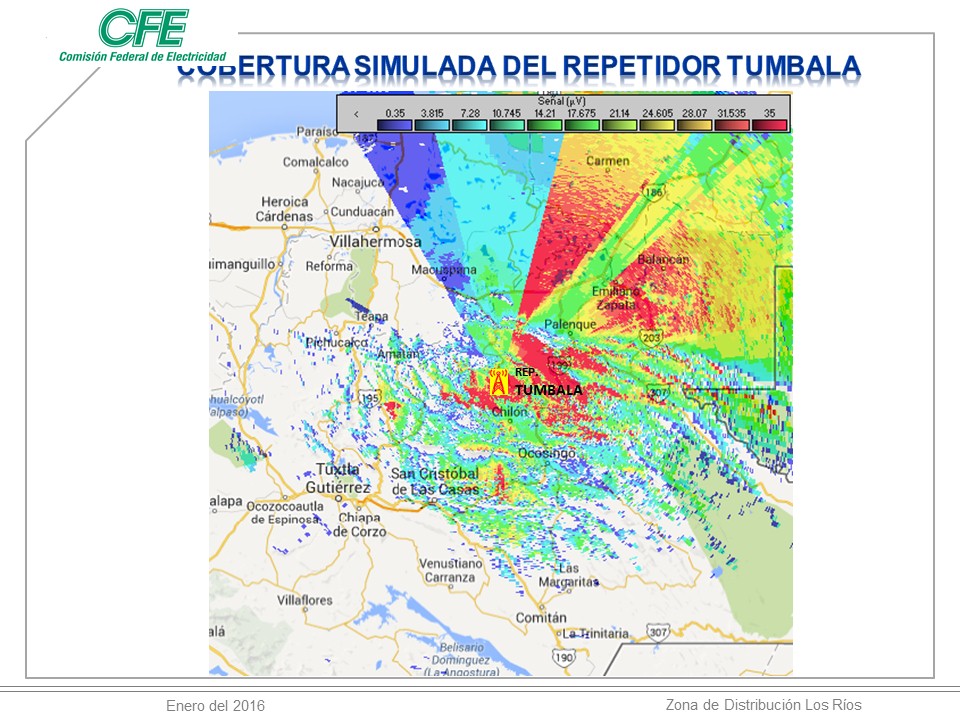 CFE
Comisión Federal de Electricidad
COBERTURA SIMULADA DEL REPETIDOR TUMBALA
Señal (µV)
< 0.35 3.815 7.28 10.745 14.21 17.675 21.14 24.605 28.07 31.535 35
Paraíso
187
Comalcalco
Carmen
Nacajuca
186
Heroica
Cárdenas
Cunduacán
Villahermosa
Balancán
uimanguillo
Reforma
Macuspana
Emiliano
Zapata
Teapa
Palenque
203
Pichucalco
Amatán
199
REP.
TUMBALA
307
195
hualcóyotl
alpaso)
Chilón
Ocosingo
Tuxtla
Gutiérrez
San Cristóbal
de Las Casas
alapa
Ocozocoautla
de Espinosa
Chiapa
de Corzo
Venustiano
Carranza
Las
Margaritas
Villaflores
Comitán
alá
La Trinitaria
307
Belisario
Domínguez
(La Angostura)
190
Enero del 2016
Zona de Distribución Los Ríos